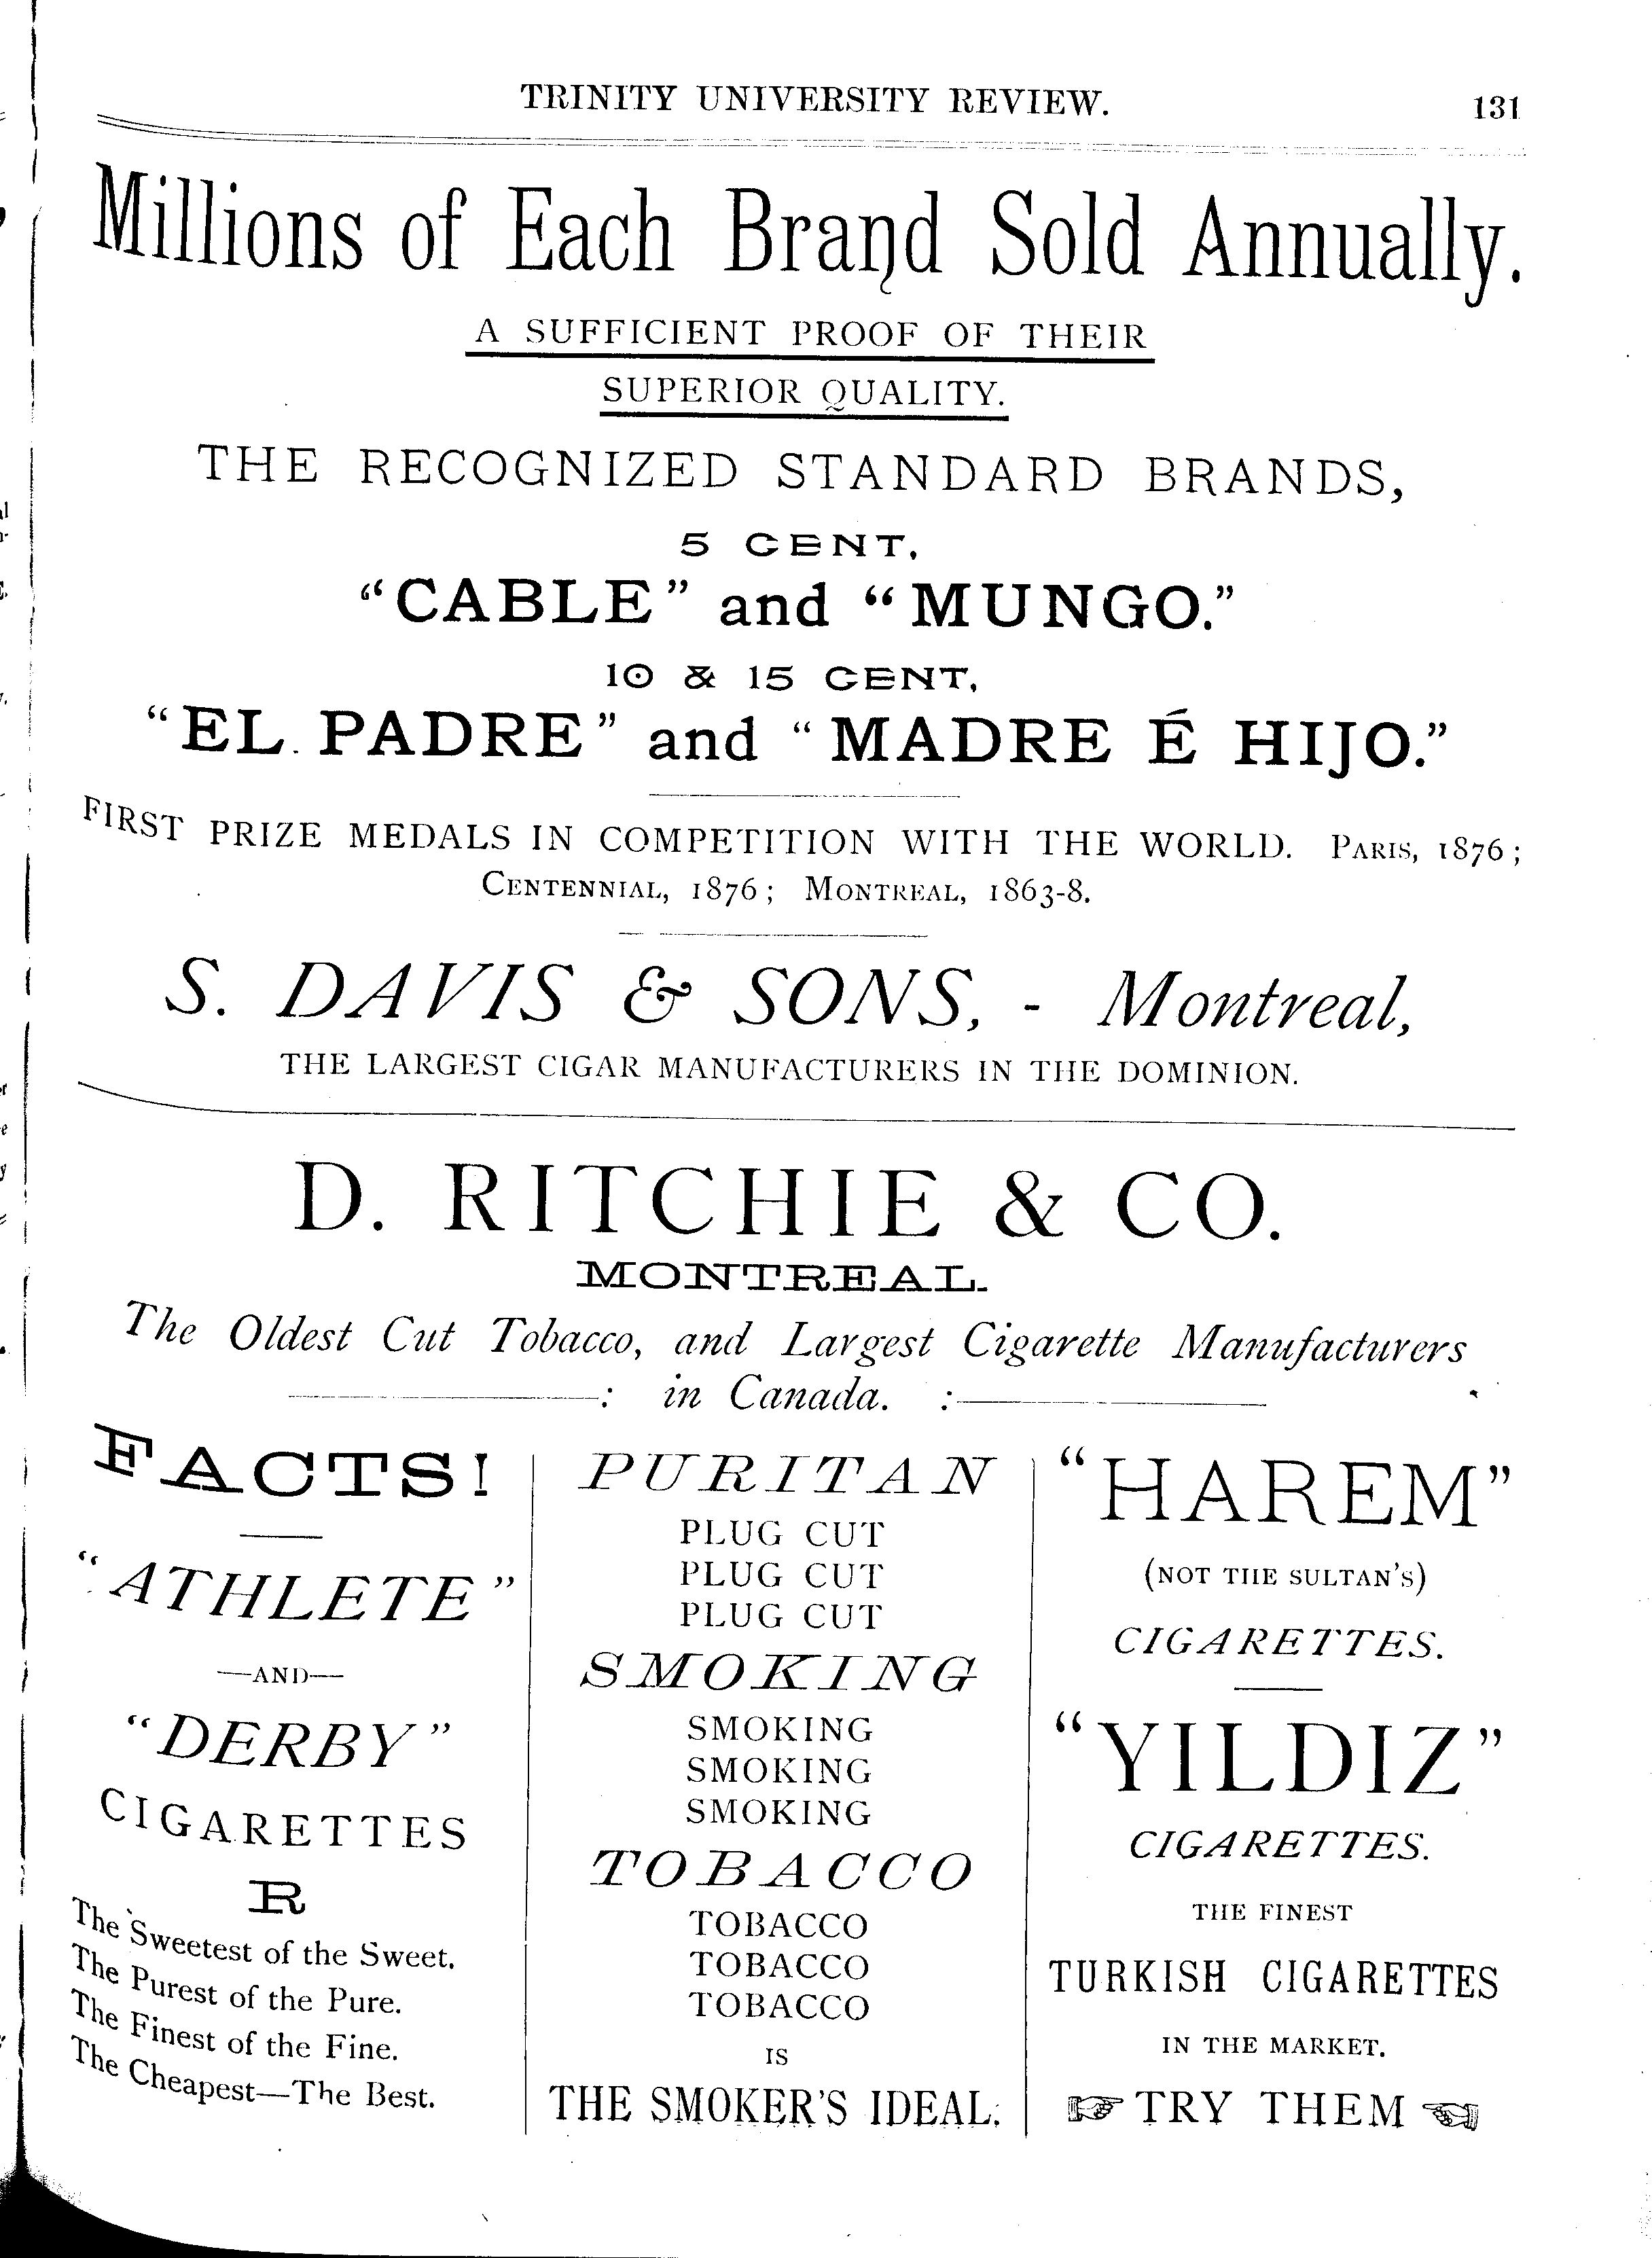 TRINITY UNIVERSITY REVIEW. 131
Millions of Each Brand Sold Annually.
A SUFFICIENT PROOF OF THEIR
SUPERIOR QUALITY.
THE RECOGNIZED STANDARD BRANDS,
5 CENT,
"CABLE" and "MUNGO."
10 & 15 CENT,
"EL PADRE" and "MADRE É HIJO."
FIRST PRIZE MEDALS IN COMPETITION WITH THE WORLD. PARIS, 1876;
CENTENNIAL, 1876; MONTREAL, 1863-8.
S. DAVIS & SONS, - Montreal,
THE LARGEST CIGAR MANUFACTURERS IN THE DOMINION.
D. RITCHIE & CO.
MONTREAL.
The Oldest Cut Tobacco, and Largest Cigarette Manufacturers
: in Canada. :
FACTS!
"ATHLETE"
—AND—
"DERBY"
CIGARETTES
R
The Sweetest of the Sweet.
The Purest of the Pure.
The Finest of the Fine.
The Cheapest—The Best.
PURITAN
PLUG CUT
PLUG CUT
PLUG CUT
SMOKING
SMOKING
SMOKING
SMOKING
TOBACCO
TOBACCO
TOBACCO
TOBACCO
IS
THE SMOKER'S IDEAL.
"HAREM"
(NOT THE SULTAN'S)
CIGARETTES.
"YILDIZ"
CIGARETTES.
THE FINEST
TURKISH CIGARETTES
IN THE MARKET.
☞ TRY THEM ☜